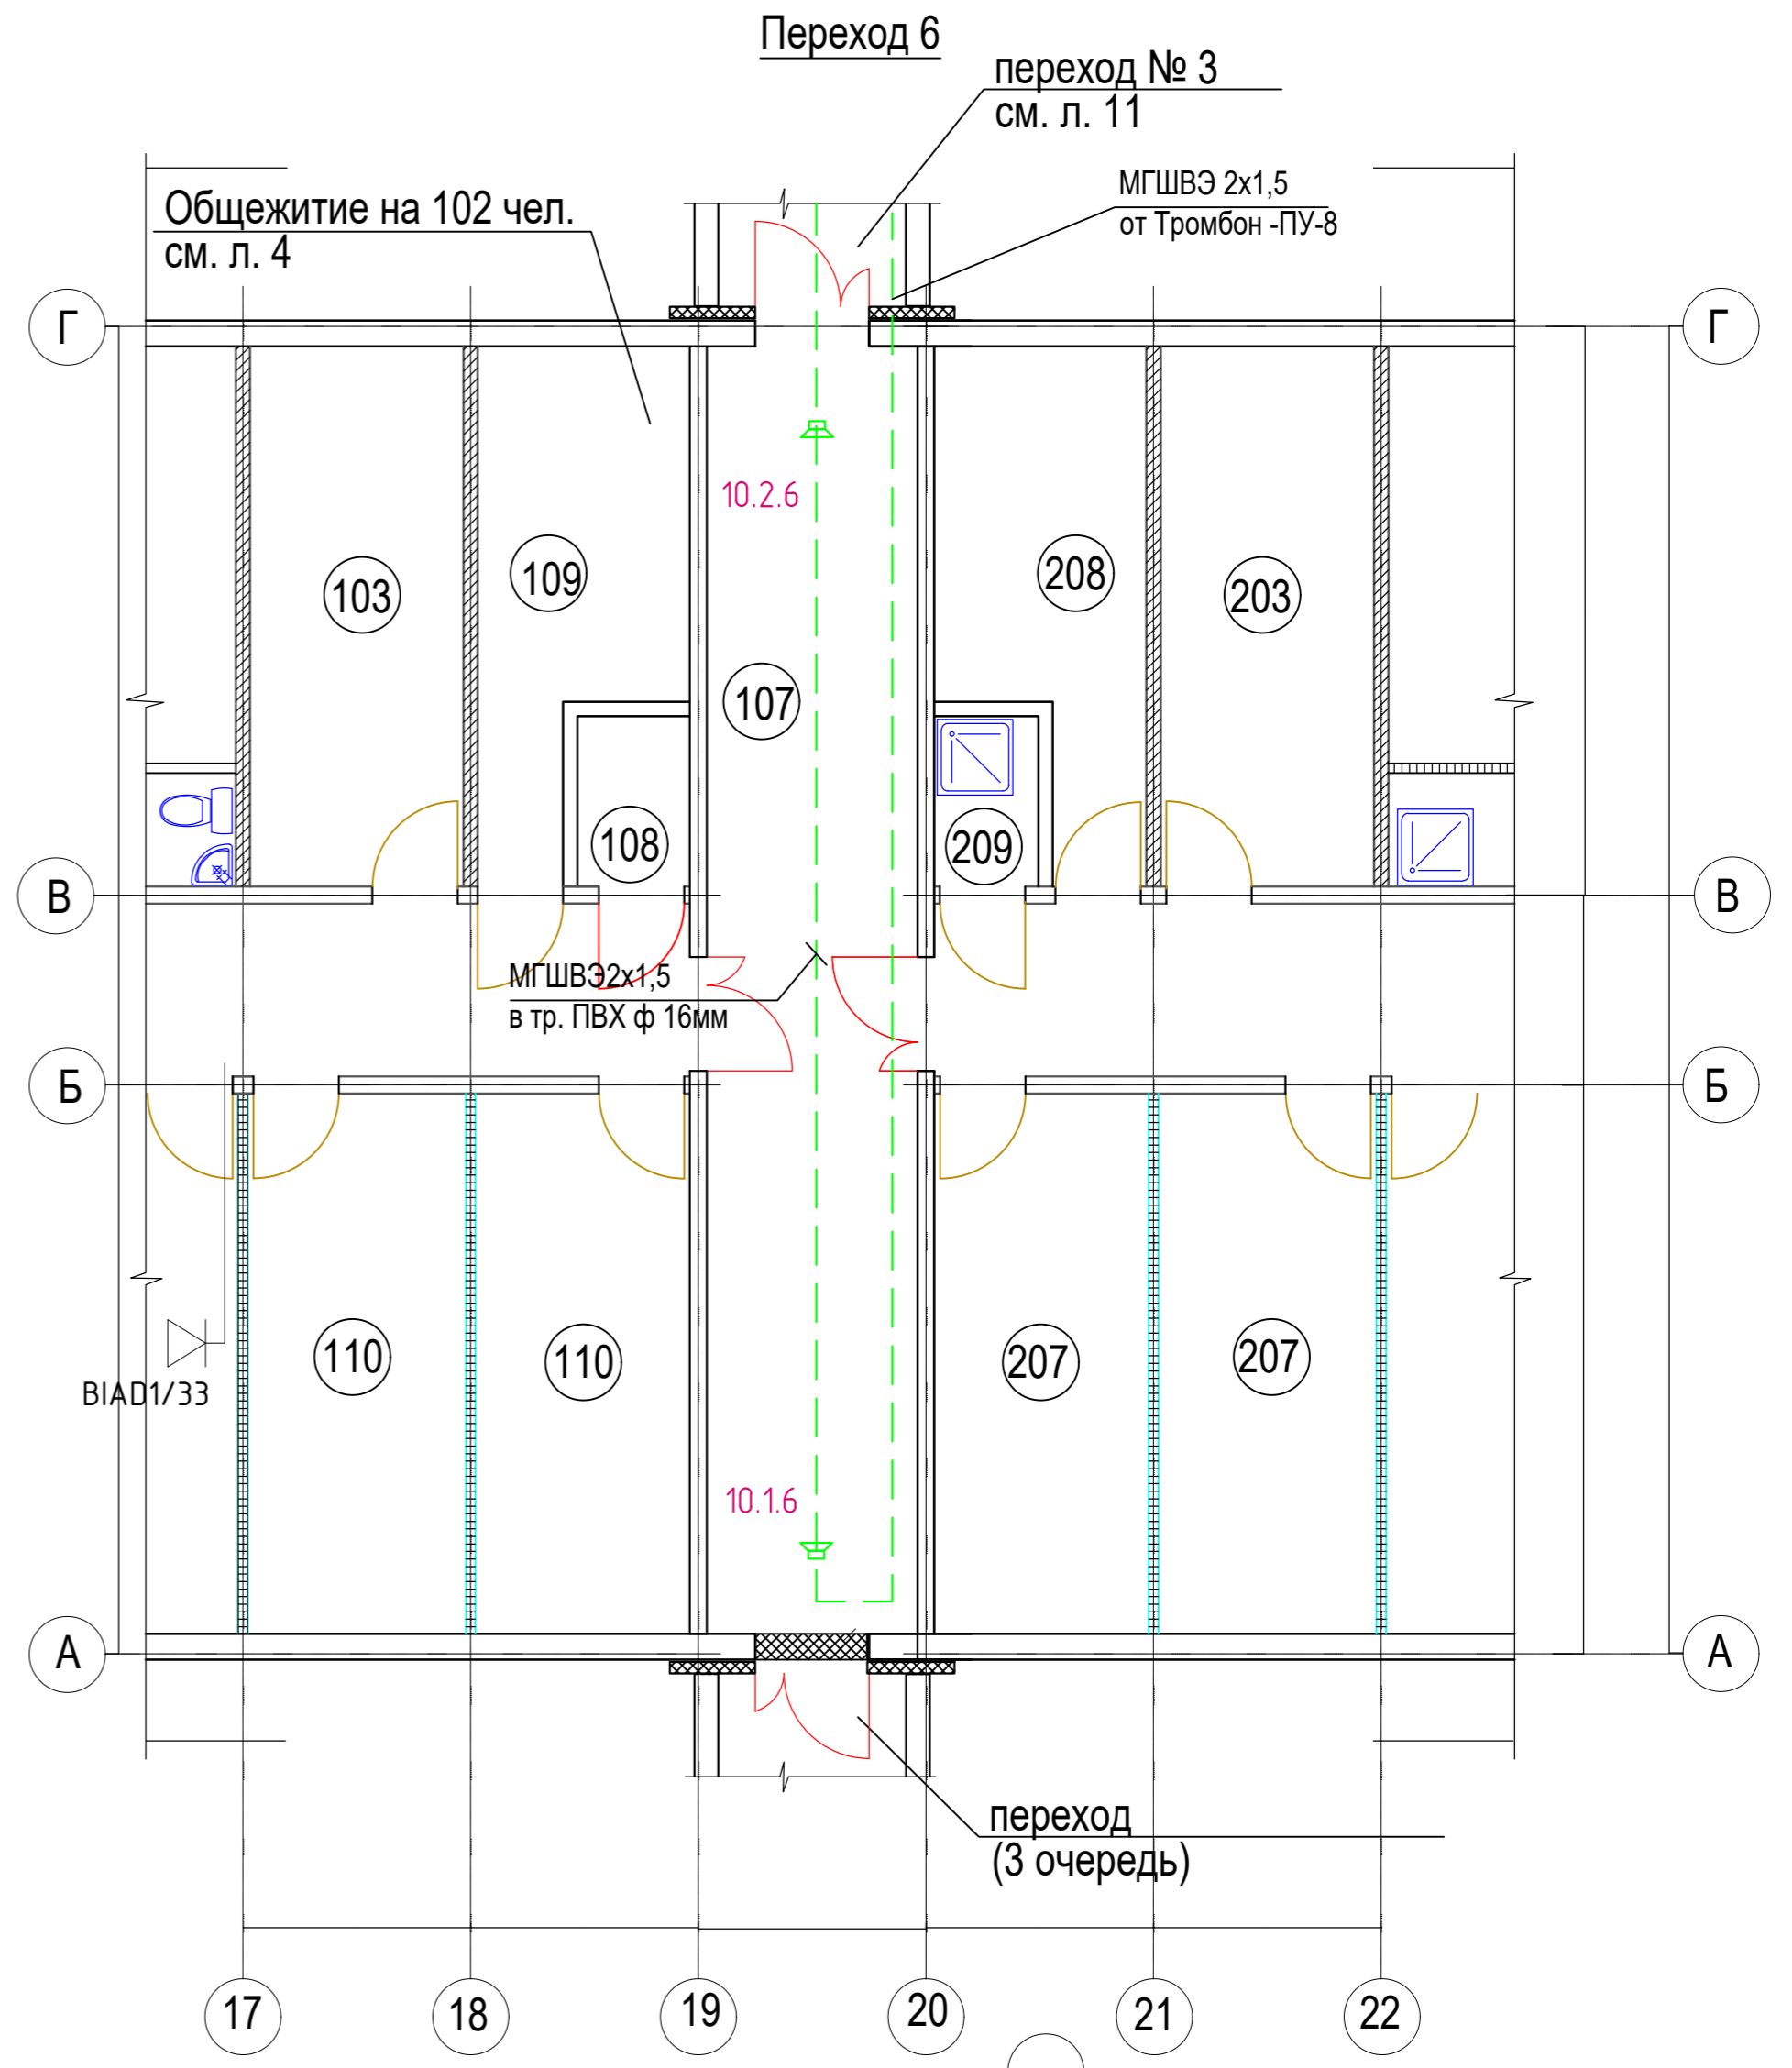 Переход 6
переход № 3
см. л. 11
МГШВЭ 2х1,5
от Тромбон -ПУ-8
Общежитие на 102 чел.
см. л. 4
Г
Г
10.2.6
103
109
208
203
107
108
209
В
В
МГШВЭ2х1,5
в тр. ПВХ ф 16мм
Б
Б
110
110
207
207
BIAD1/33
10.1.6
А
А
переход
(3 очередь)
17
18
19
20
21
22